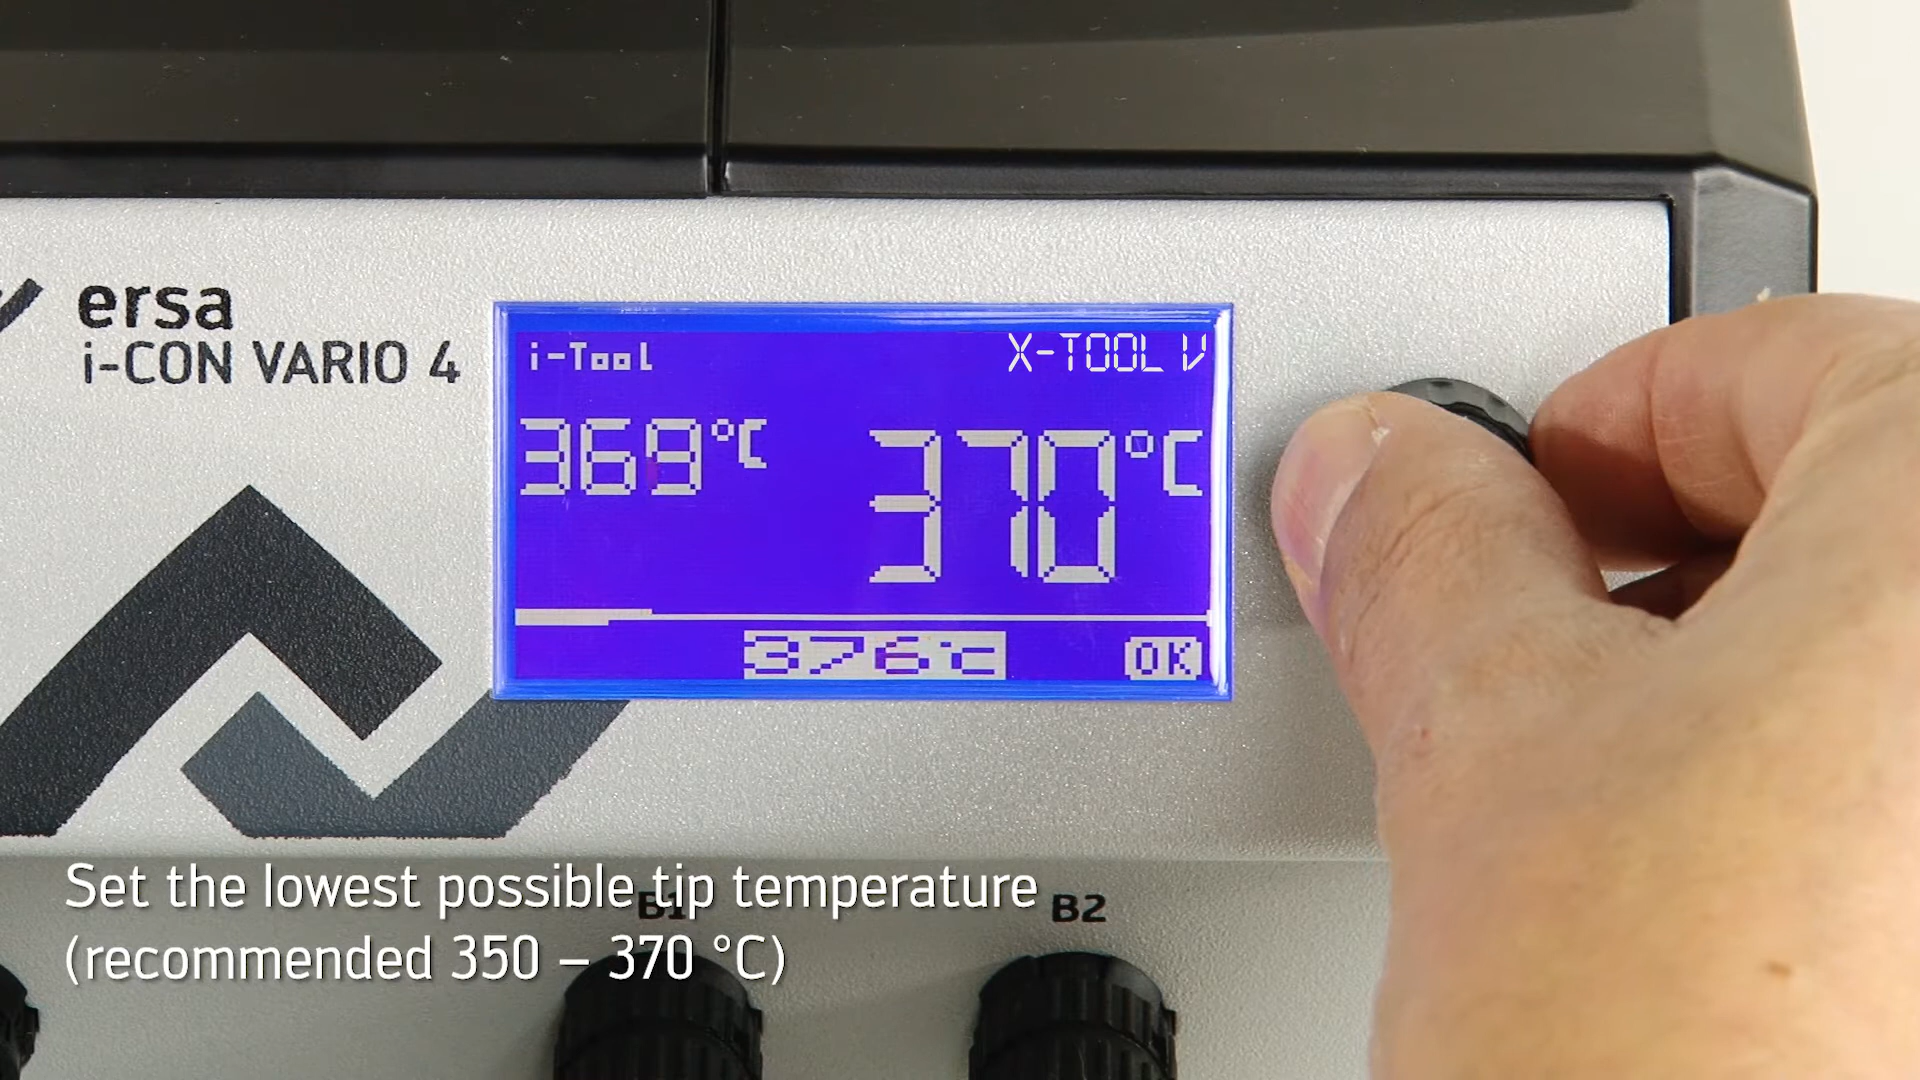 ersa
i-CON VARIO 4
i-Tool
X-TOOL V
369°C
370°C
376°C
OK
B1
B2
Set the lowest possible tip temperature
(recommended 350 – 370 °C)